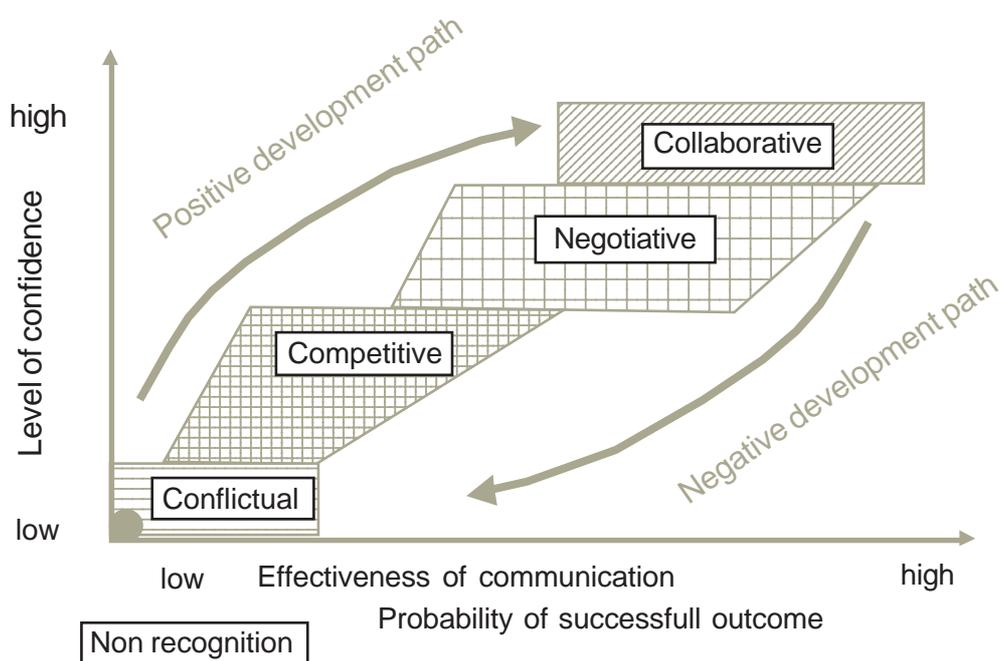 Positive development path
high
Collaborative
Negotiative
Level of confidence
Competitive
Negative development path
Conflictual
low
low
Effectiveness of communication
high
Probability of successfull outcome
Non recognition